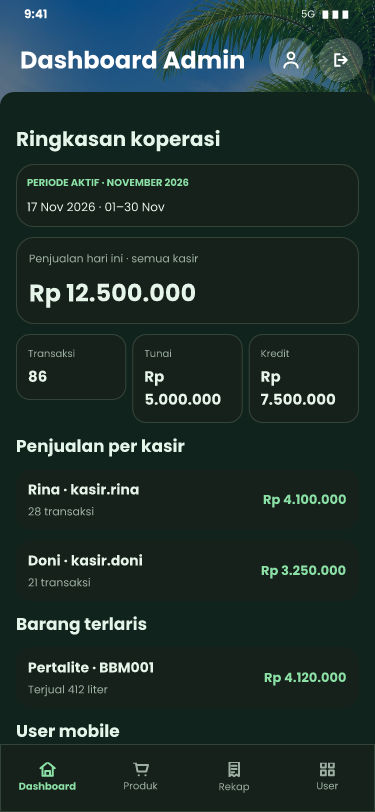 9:41
5G
Dashboard Admin
Ringkasan koperasi
PERIODE AKTIF · NOVEMBER 2026
17 Nov 2026 · 01–30 Nov
Penjualan hari ini · semua kasir
Rp 12.500.000
Transaksi
86
Tunai
Rp
5.000.000
Kredit
Rp
7.500.000
Penjualan per kasir
Rina · kasir.rina
28 transaksi
Rp 4.100.000
Doni · kasir.doni
21 transaksi
Rp 3.250.000
Barang terlaris
Pertalite · BBM001
Terjual 412 liter
Rp 4.120.000
User mobile
Dashboard
Produk
Rekap
User